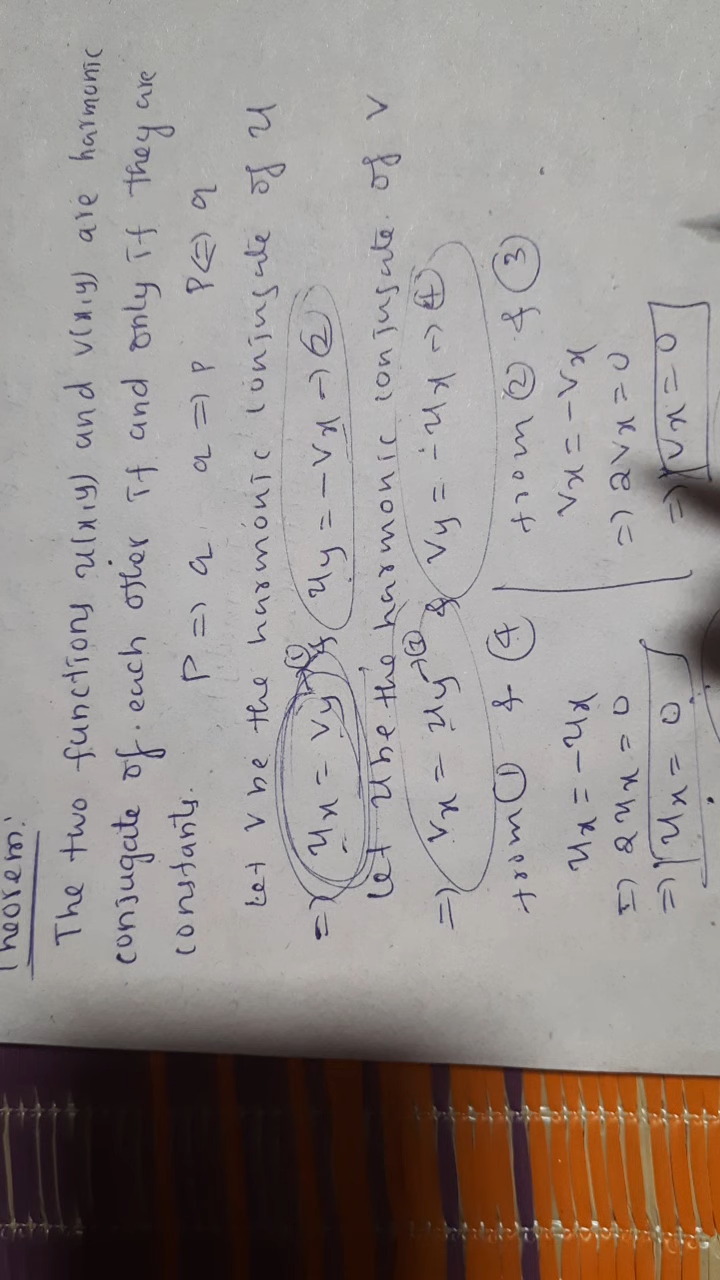 Theorem:
The two functions u(x,y) and v(x,y) are harmonic
conjugate of each other if and only if they are
constants. P => q q => P P <=> q
Let v be the harmonic conjugate of u
=> ux = vy → ① & uy = -vx → ②
Let u be the harmonic conjugate of v
=> vx = uy → ③ & vy = -ux → ④
from ① & ④
ux = -ux
=> 2ux = 0
=> ux = 0
from ② & ③
vx = -vx
=> 2vx = 0
=> vx = 0